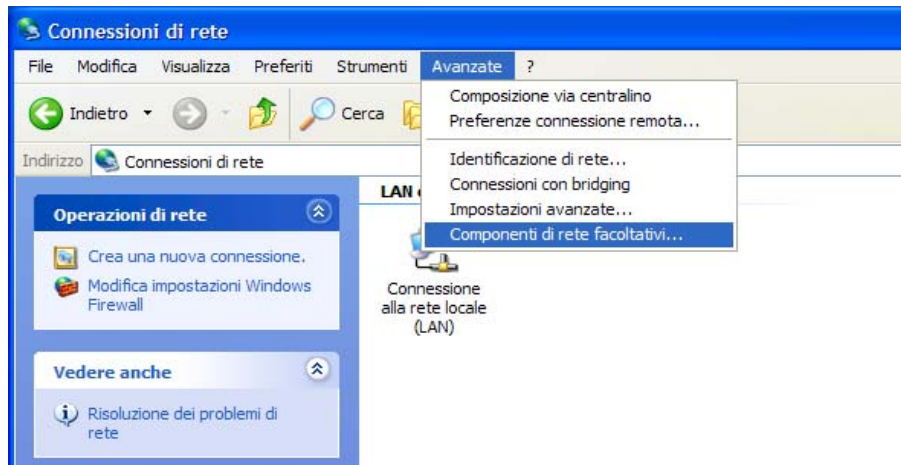 Connessioni di rete
File Modifica Visualizza Preferiti Strumenti Avanzate ?
Indietro Cerca
Indirizzo Connessioni di rete
Composizione via centralino
Preferenze connessione remota...
Identificazione di rete...
Connessioni con bridging
Impostazioni avanzate...
Componenti di rete facoltativi...
LAN
Operazioni di rete
Crea una nuova connessione.
Modifica impostazioni Windows
Firewall
Vedere anche
Risoluzione dei problemi di
rete
Connessione
alla rete locale
(LAN)